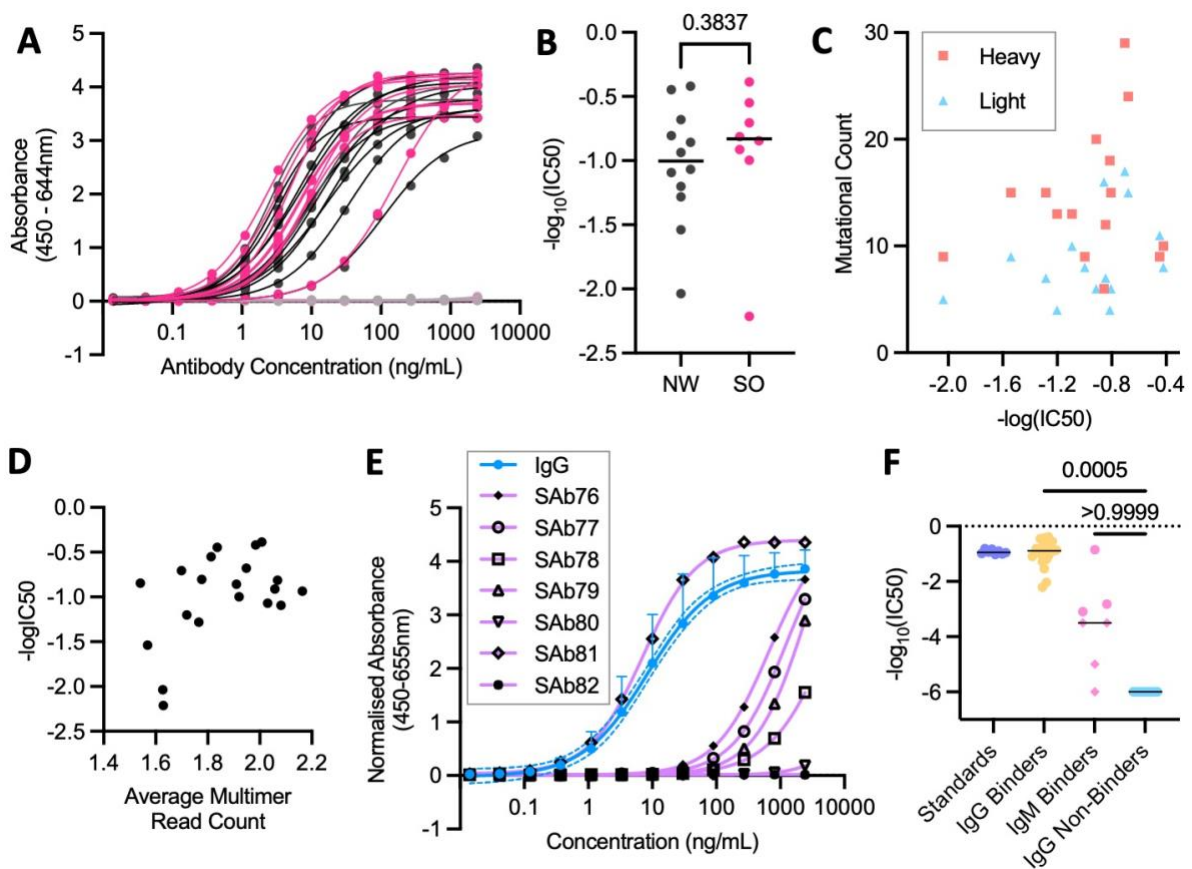 A
5
4
3
2
1
0
-1
Absorbance
(450 - 644nm)
0.1
1
10
100
1000
10000
Antibody Concentration (ng/mL)
B
0.3837
0.0
-0.5
-1.0
-1.5
-2.0
-2.5
-log10(IC50)
NW
SO
C
30
20
10
0
Mutational Count
Heavy
Light
-2.0
-1.6
-1.2
-0.8
-0.4
-log(IC50)
D
0.0
-0.5
-1.0
-1.5
-2.0
-2.5
-logIC50
1.4
1.6
1.8
2.0
2.2
Average Multimer
Read Count
E
IgG
SAb76
SAb77
SAb78
SAb79
SAb80
SAb81
SAb82
5
4
3
2
1
0
-1
Normalised Absorbance
(450-655nm)
0.1
1
10
100
1000
10000
Concentration (ng/mL)
F
0.0005
>0.9999
0
-2
-4
-6
-log10(IC50)
Standards
IgG Binders
IgM Binders
IgG Non-Binders